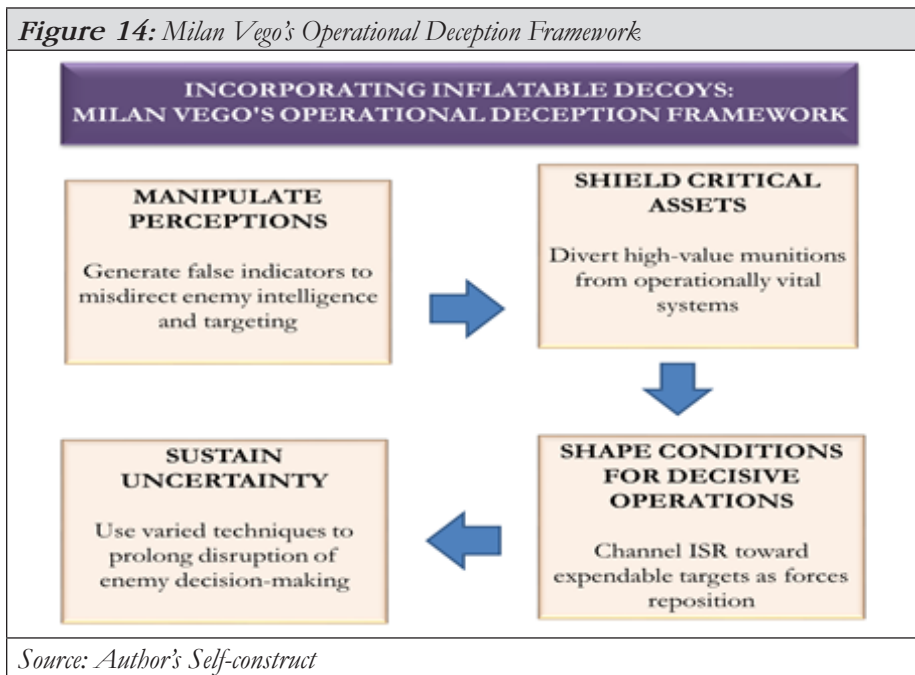 Figure 14: Milan Vego's Operational Deception Framework
INCORPORATING INFLATABLE DECOYS:
MILAN VEGO'S OPERATIONAL DECEPTION FRAMEWORK
MANIPULATE
PERCEPTIONS
Generate false indicators to
misdirect enemy intelligence
and targeting
SHIELD CRITICAL
ASSETS
Divert high-value munitions
from operationally vital
systems
SHAPE CONDITIONS
FOR DECISIVE
OPERATIONS
Channel ISR toward
expendable targets as forces
reposition
SUSTAIN
UNCERTAINTY
Use varied techniques to
prolong disruption of
enemy decision-making
Source: Author's Self-construct